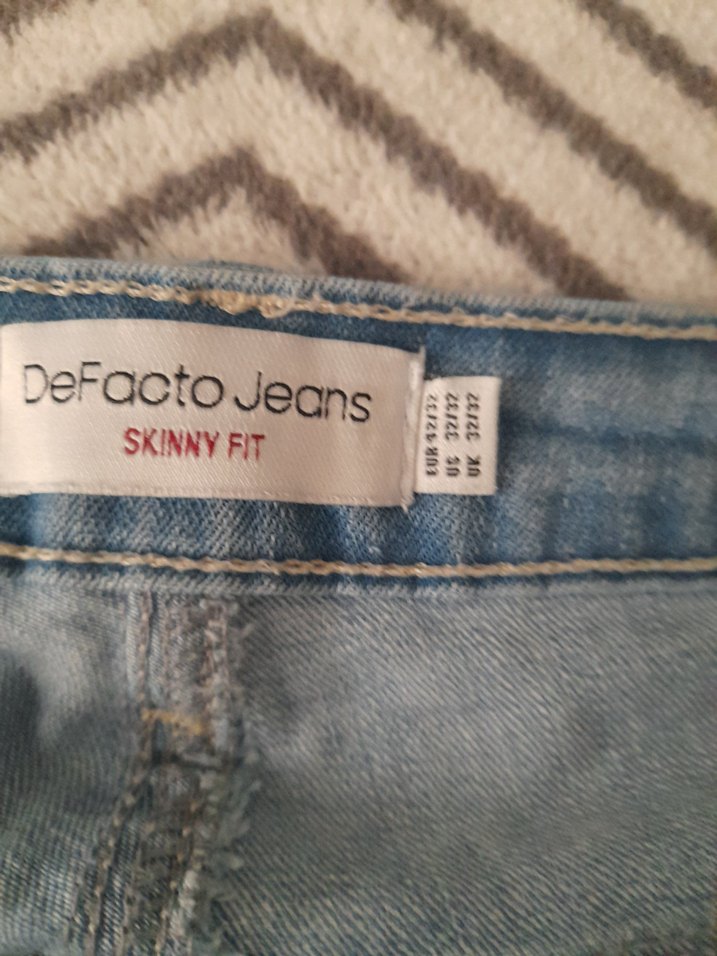 DeFacto Jeans
SKINNY FIT
EUR 42/32
US 32/32
UK 32/32